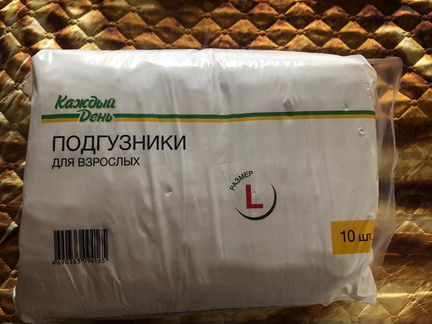 Каждый
День
ПОДГУЗНИКИ
ДЛЯ ВЗРОСЛЫХ
РАЗМЕР
L
10 шт.